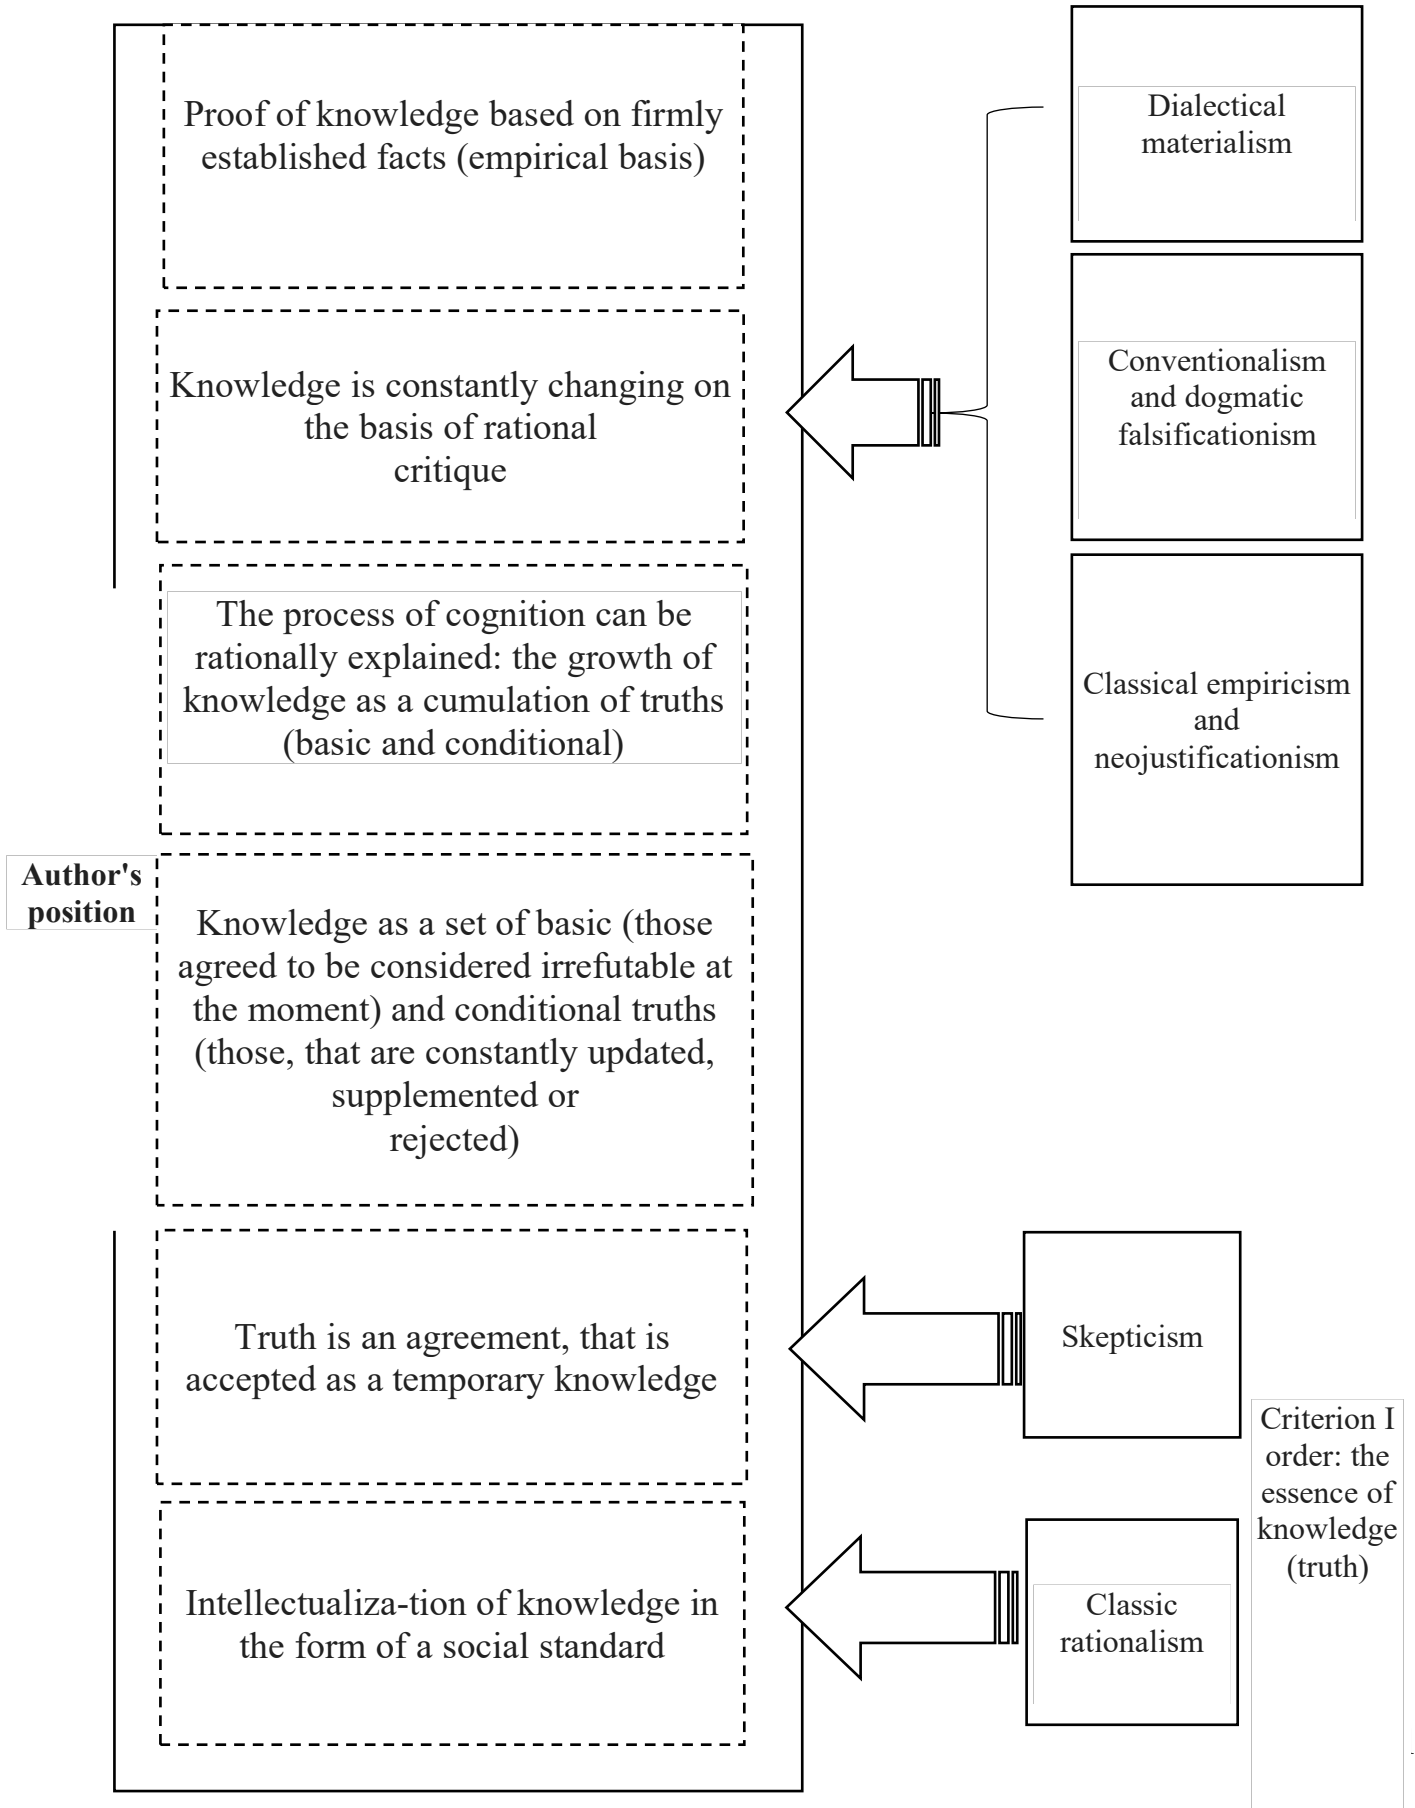 Proof of knowledge based on firmly
established facts (empirical basis)
Knowledge is constantly changing on
the basis of rational
critique
The process of cognition can be
rationally explained: the growth of
knowledge as a cumulation of truths
(basic and conditional)
Author's
position
Knowledge as a set of basic (those
agreed to be considered irrefutable at
the moment) and conditional truths
(those, that are constantly updated,
supplemented or
rejected)
Truth is an agreement, that is
accepted as a temporary knowledge
Intellectualiza-tion of knowledge in
the form of a social standard
Dialectical
materialism
Conventionalism
and dogmatic
falsificationism
Classical empiricism
and
neojustificationism
Skepticism
Classic
rationalism
Criterion I
order: the
essence of
knowledge
(truth)